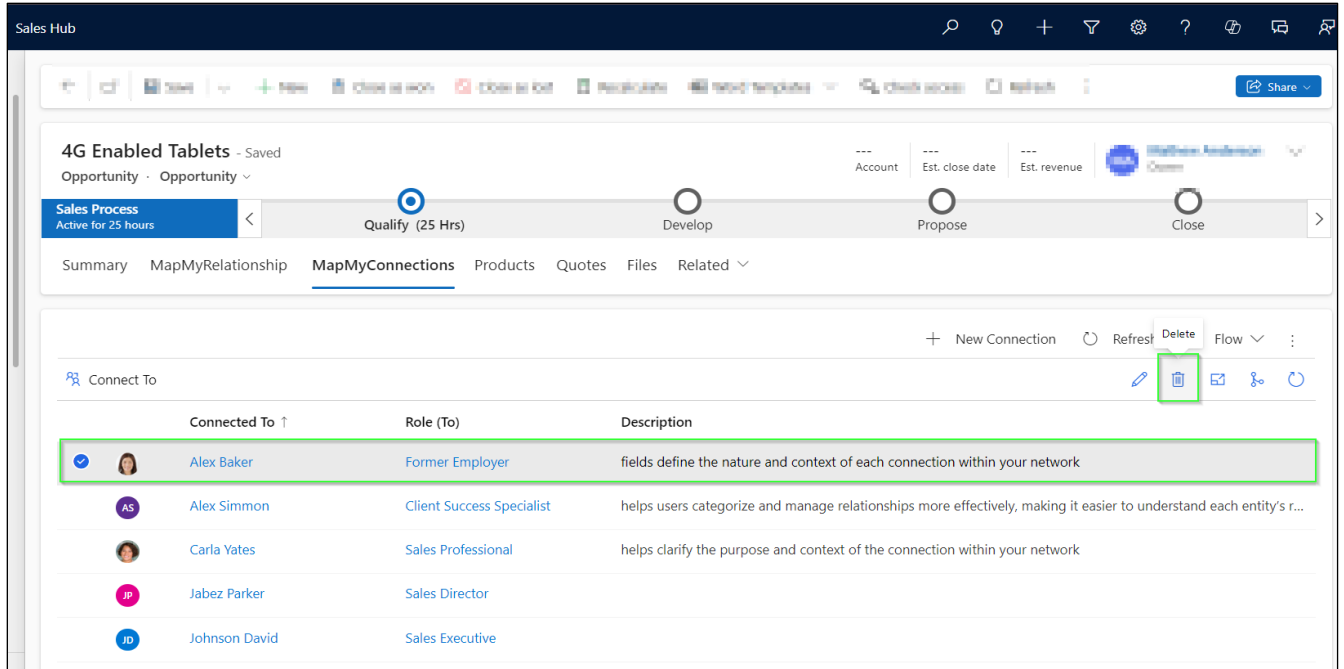 Sales Hub
Share
4G Enabled Tablets - Saved
Opportunity · Opportunity
--- --- ---
Account Est. close date Est. revenue
Sales Process
Active for 25 hours
Qualify (25 Hrs) Develop Propose Close
Summary MapMyRelationship MapMyConnections Products Quotes Files Related
+ New Connection Refresh Delete Flow
Connect To
Connected To ↑ Role (To) Description
Alex Baker Former Employer fields define the nature and context of each connection within your network
AS Alex Simmon Client Success Specialist helps users categorize and manage relationships more effectively, making it easier to understand each entity's r...
Carla Yates Sales Professional helps clarify the purpose and context of the connection within your network
JP Jabez Parker Sales Director
JD Johnson David Sales Executive